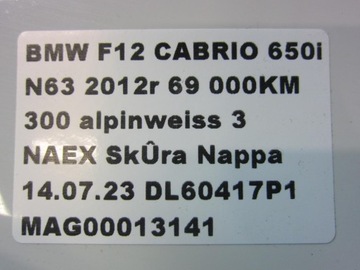 BMW F12 CABRIO 650i
N63 2012r 69 000KM
300 alpinweiss 3
NAEX SkÛra Nappa
14.07.23 DL60417P1
MAG00013141